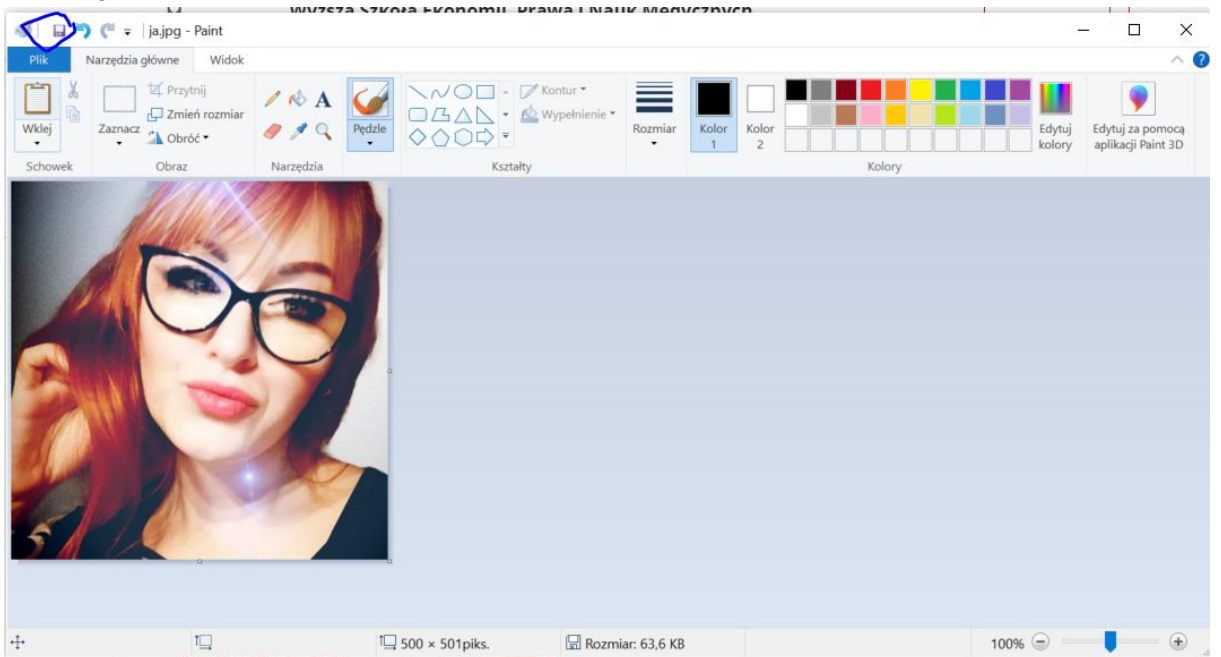 Wyższa Szkoła Ekonomii, Prawa i Nauk Medycznych
ja.jpg - Paint
Plik Narzędzia główne Widok
Wklej
Schowek
Zaznacz
Przytnij
Zmień rozmiar
Obróć
Obraz
A
Narzędzia
Pędzle
Kontur
Wypełnienie
Kształty
Rozmiar
Kolor 1
Kolor 2
Kolory
Edytuj kolory
Edytuj za pomocą aplikacji Paint 3D
500 × 501piks.
Rozmiar: 63,6 KB
100%